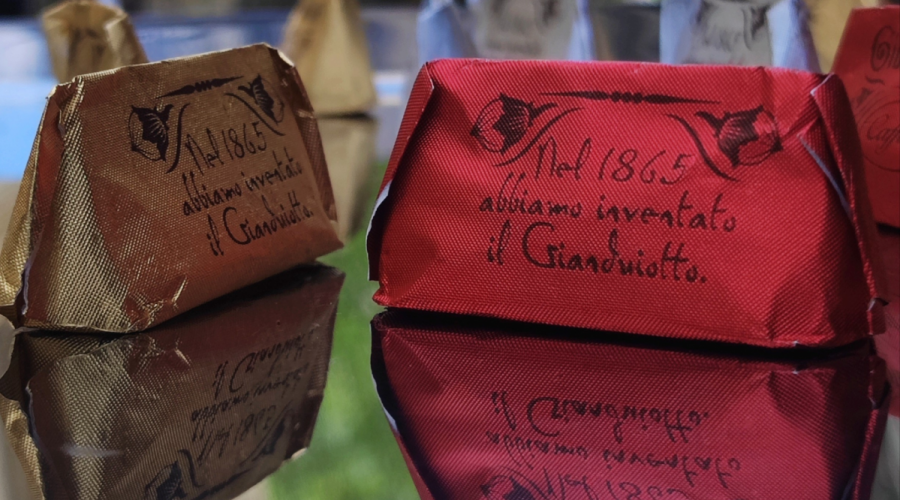 Nel 1865
abbiamo inventato
il Gianduiotto.
Nel 1865
abbiamo inventato
il Gianduiotto.